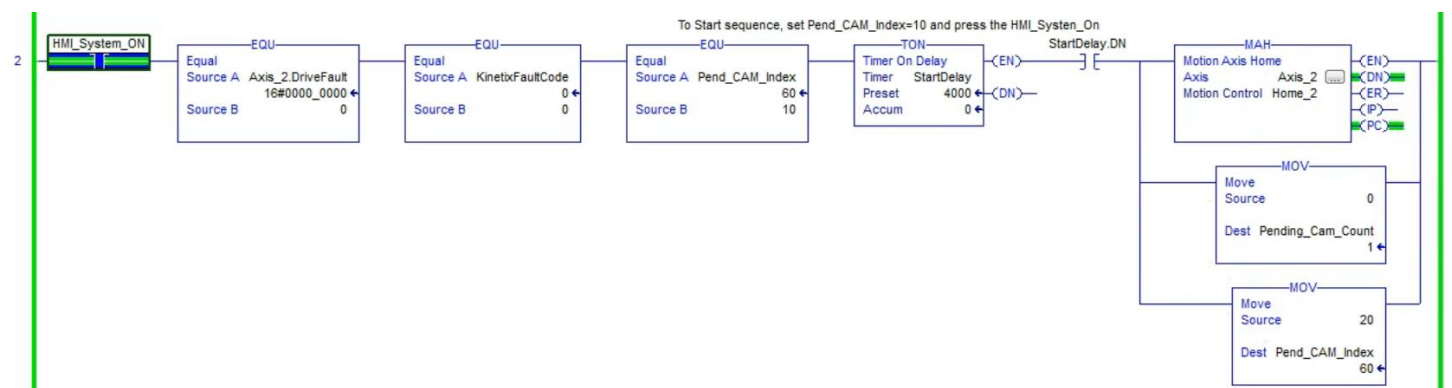 To Start sequence, set Pend_CAM_Index=10 and press the HMI_Systen_On
2
HMI_System_ON
EQU
Equal
Source A Axis_2.DriveFault
16#0000_0000
Source B 0
EQU
Equal
Source A KinetixFaultCode
0
Source B 0
EQU
Equal
Source A Pend_CAM_Index
60
Source B 10
TON
Timer On Delay
Timer StartDelay
Preset 4000
Accum 0
EN
DN
StartDelay.DN
MAH
Motion Axis Home
Axis Axis_2 ...
Motion Control Home_2
EN
DN
ER
IP
PC
MOV
Move
Source 0
Dest Pending_Cam_Count
1
MOV
Move
Source 20
Dest Pend_CAM_Index
60